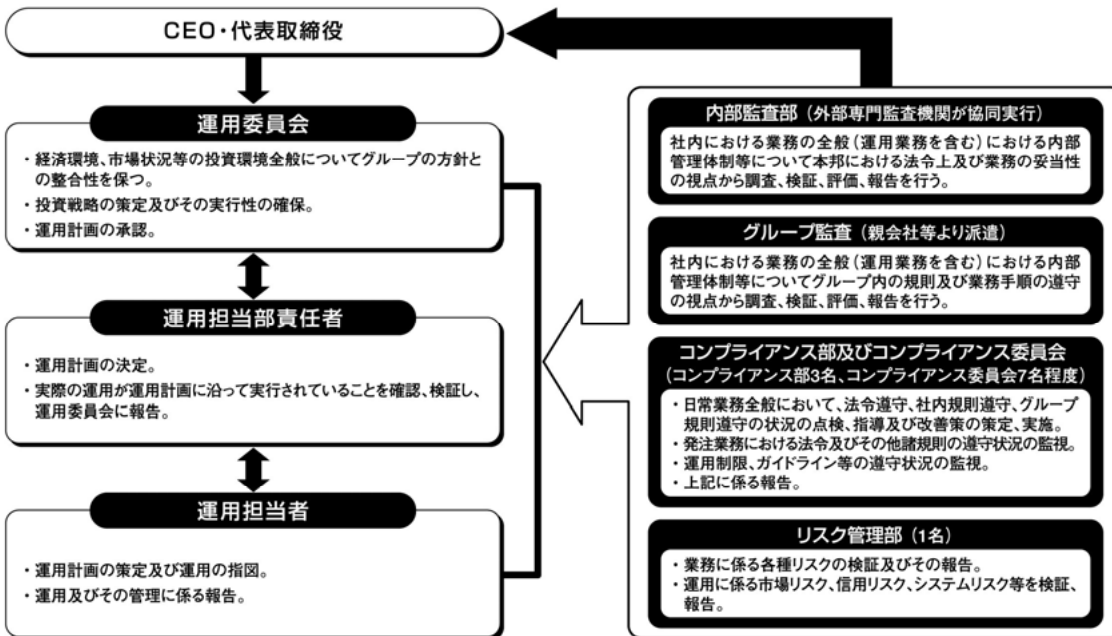 CEO・代表取締役
運用委員会
・経済環境、市場状況等の投資環境全般についてグループの方針と
の整合性を保つ。
・投資戦略の策定及びその実行性の確保。
・運用計画の承認。
運用担当部責任者
・運用計画の決定。
・実際の運用が運用計画に沿って実行されていることを確認、検証し、
運用委員会に報告。
運用担当者
・運用計画の策定及び運用の指図。
・運用及びその管理に係る報告。
内部監査部（外部専門監査機関が協同実行）
社内における業務の全般（運用業務を含む）における内部
管理体制等について本邦における法令上及び業務の妥当性
の視点から調査、検証、評価、報告を行う。
グループ監査（親会社等より派遣）
社内における業務の全般（運用業務を含む）における内部
管理体制等についてグループ内の規則及び業務手順の遵守
の視点から調査、検証、評価、報告を行う。
コンプライアンス部及びコンプライアンス委員会
（コンプライアンス部3名、コンプライアンス委員会7名程度）
・日常業務全般において、法令遵守、社内規則遵守、グループ
規則遵守の状況の点検、指導及び改善策の策定、実施。
・発注業務における法令及びその他諸規則の遵守状況の監視。
・運用制限、ガイドライン等の遵守状況の監視。
・上記に係る報告。
リスク管理部（1名）
・業務に係る各種リスクの検証及びその報告。
・運用に係る市場リスク、信用リスク、システムリスク等を検証、
報告。